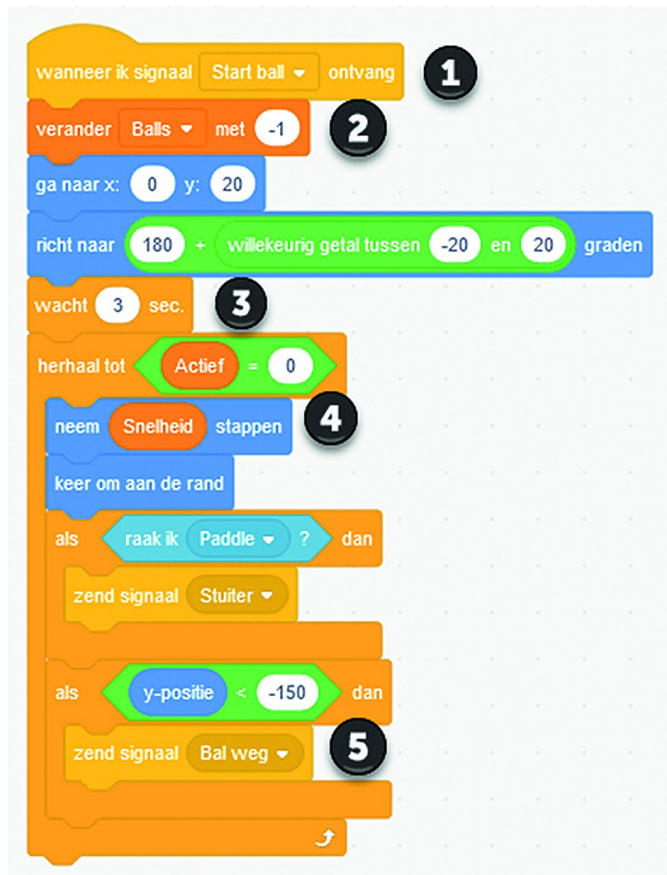 wanneer ik signaal Start ball ontvang 1
verander Balls met -1 2
ga naar x: 0 y: 20
richt naar 180 + willekeurig getal tussen -20 en 20 graden
wacht 3 sec. 3
herhaal tot Actief = 0
neem Snelheid stappen 4
keer om aan de rand
als raak ik Paddle ? dan
zend signaal Stuiter
als y-positie < -150 dan
zend signaal Bal weg 5